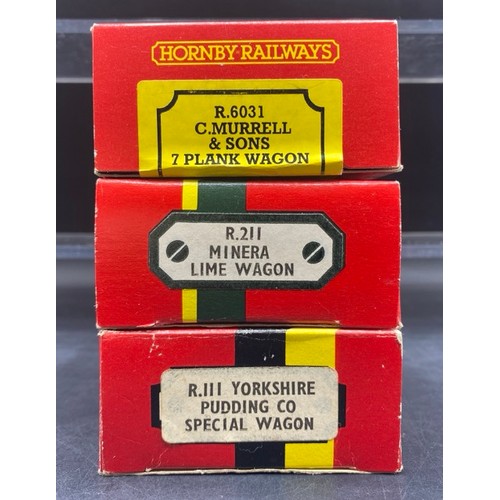 HORNBY RAILWAYS
R.6031
C.MURRELL
& SONS
7 PLANK WAGON
R.211
MINERA
LIME WAGON
R.111 YORKSHIRE
PUDDING CO
SPECIAL WAGON